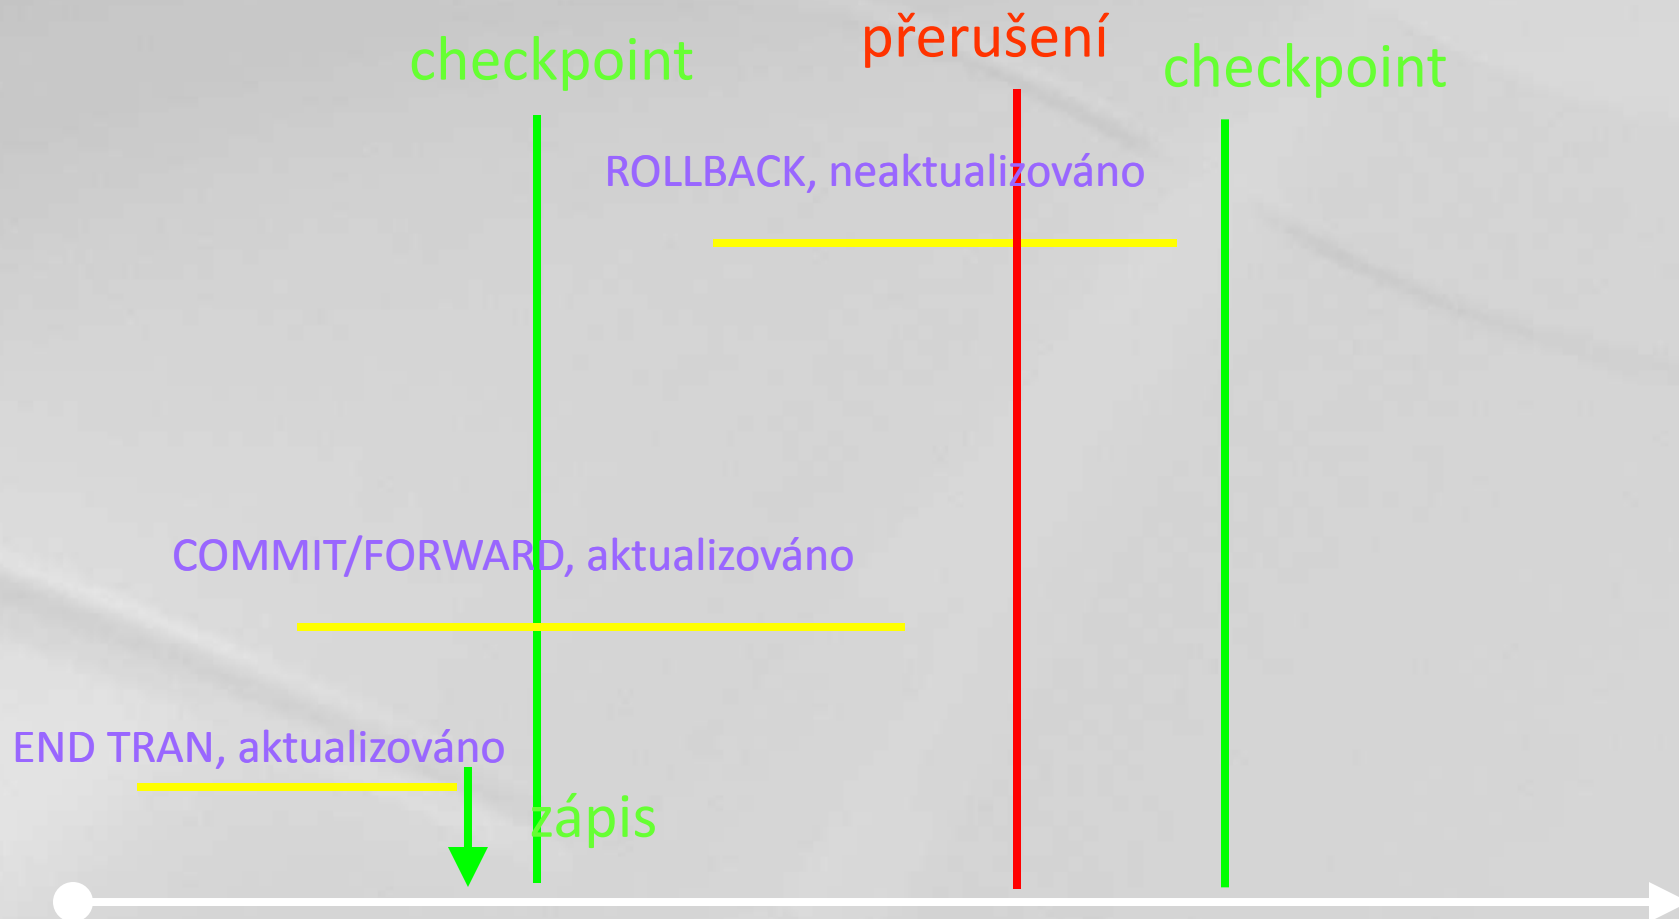 přerušení
checkpoint
checkpoint
ROLLBACK, neaktualizováno
COMMIT/FORWARD, aktualizováno
END TRAN, aktualizováno
zápis